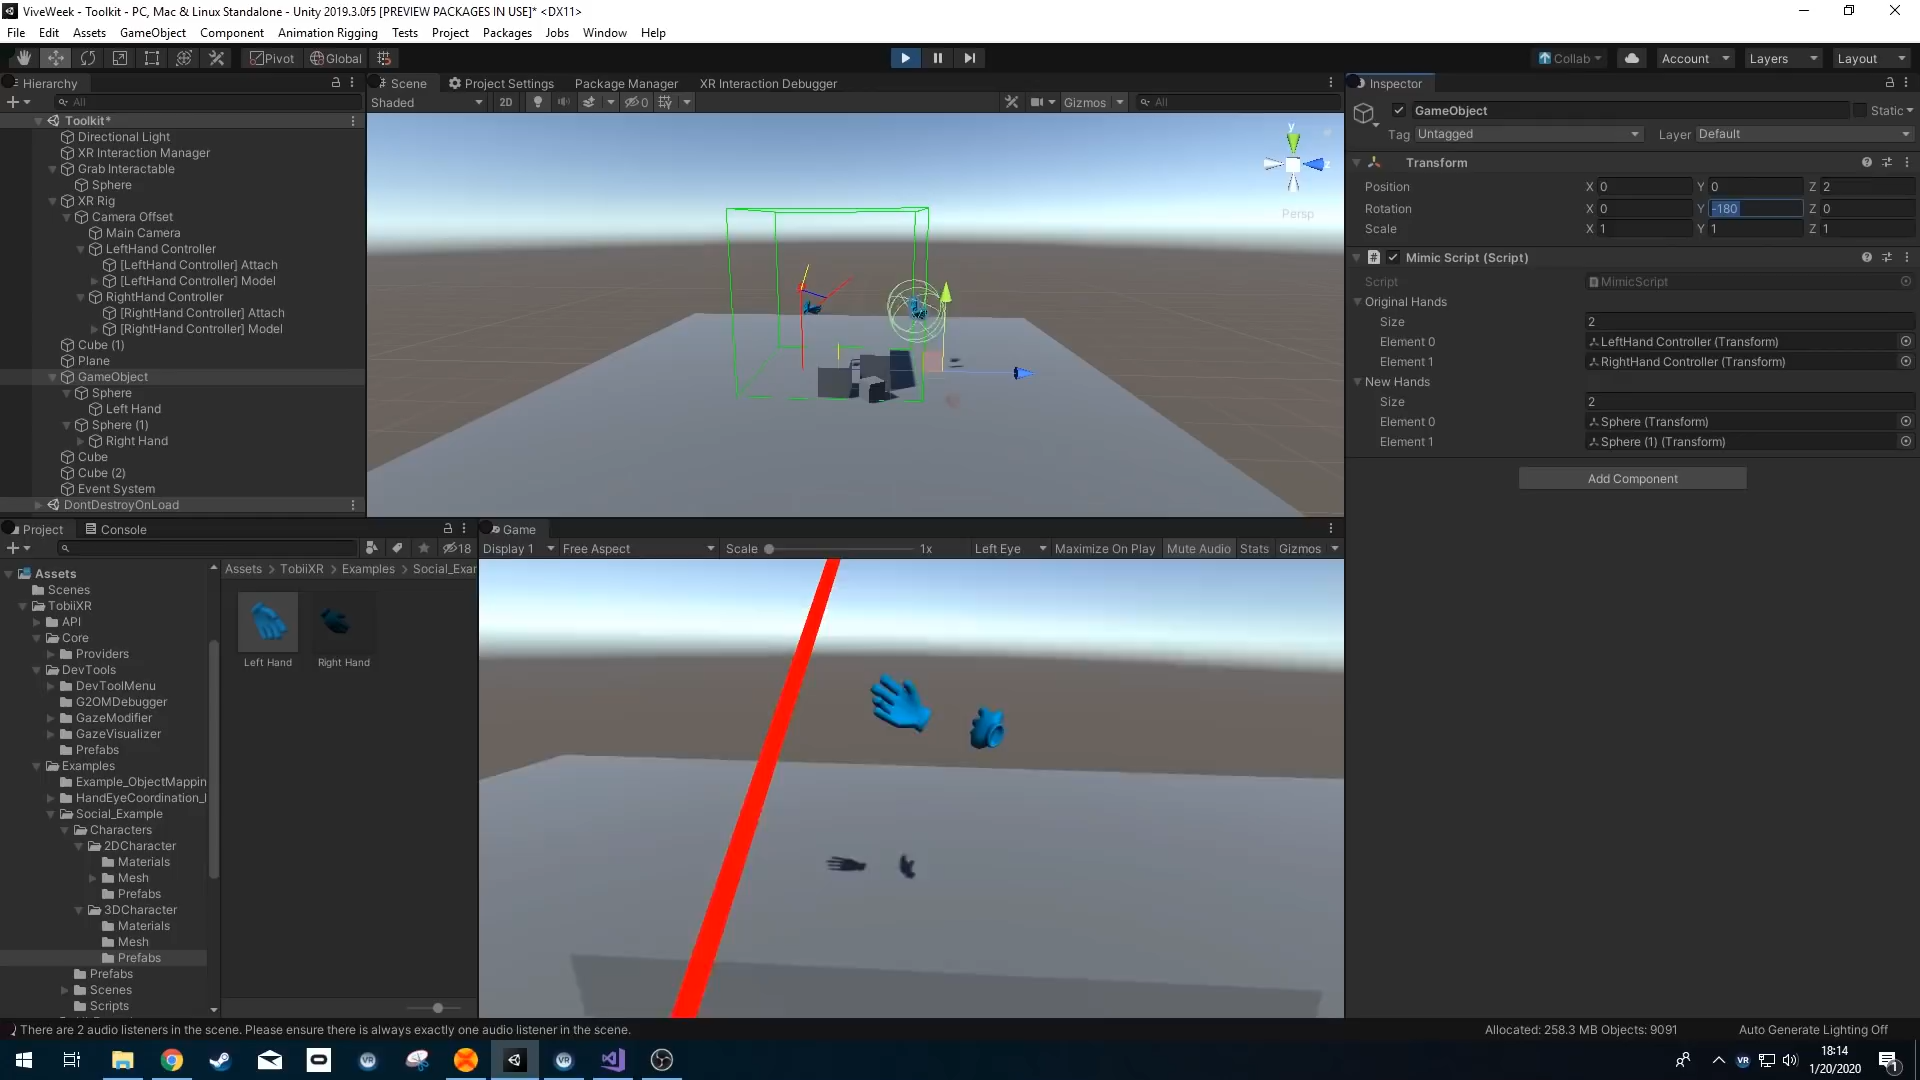 ViveWeek - Toolkit - PC, Mac & Linux Standalone - Unity 2019.3.0f5 [PREVIEW PACKAGES IN USE]* <DX11>
File Edit Assets GameObject Component Animation Rigging Tests Project Packages Jobs Window Help
Pivot Global Collab Account Layers Layout
Hierarchy
All
Toolkit*
Directional Light
XR Interaction Manager
Grab Interactable
Sphere
XR Rig
Camera Offset
Main Camera
LeftHand Controller
[LeftHand Controller] Attach
[LeftHand Controller] Model
RightHand Controller
[RightHand Controller] Attach
[RightHand Controller] Model
Cube (1)
Plane
GameObject
Sphere
Left Hand
Sphere (1)
Right Hand
Cube
Cube (2)
Event System
DontDestroyOnLoad
Scene Project Settings Package Manager XR Interaction Debugger
Shaded 2D 0 Gizmos All
y
z
Persp
Inspector
GameObject Static
Tag Untagged Layer Default
Transform
Position X 0 Y 0 Z 2
Rotation X 0 Y -180 Z 0
Scale X 1 Y 1 Z 1
Mimic Script (Script)
Script MimicScript
Original Hands
Size 2
Element 0 LeftHand Controller (Transform)
Element 1 RightHand Controller (Transform)
New Hands
Size 2
Element 0 Sphere (Transform)
Element 1 Sphere (1) (Transform)
Add Component
Project Console
18
Assets
Scenes
TobiiXR
API
Core
Providers
DevTools
DevToolMenu
G2OMDebugger
GazeModifier
GazeVisualizer
Prefabs
Examples
Example_ObjectMappin
HandEyeCoordination_
Social_Example
Characters
2DCharacter
Materials
Mesh
Prefabs
3DCharacter
Materials
Mesh
Prefabs
Prefabs
Scenes
Scripts
Assets > TobiiXR > Examples > Social_Exar
Left Hand Right Hand
Game
Display 1 Free Aspect Scale 1x Left Eye Maximize On Play Mute Audio Stats Gizmos
There are 2 audio listeners in the scene. Please ensure there is always exactly one audio listener in the scene.
Allocated: 258.3 MB Objects: 9091 Auto Generate Lighting Off
18:14
1/20/2020
1